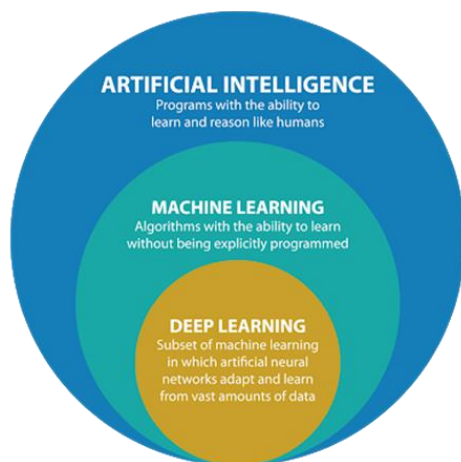 ARTIFICIAL INTELLIGENCE
Programs with the ability to
learn and reason like humans
MACHINE LEARNING
Algorithms with the ability to learn
without being explicitly programmed
DEEP LEARNING
Subset of machine learning
in which artificial neural
networks adapt and learn
from vast amounts of data